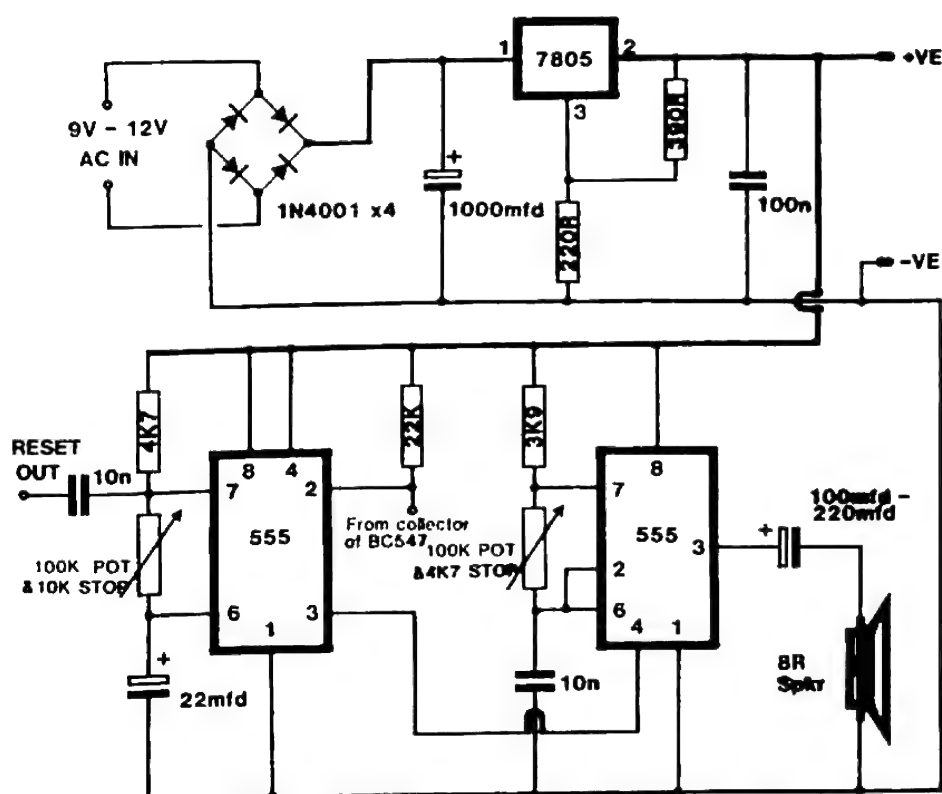 1
7805
2
+VE
3
390R
9V - 12V
AC IN
1N4001 x4
+
1000mfd
220R
100n
-VE
4K7
22K
3K9
RESET
OUT
10n
8
4
7
2
555
6
3
1
100K POT
&10K STOP
From collector
of BC547
100K POT
&4K7 STOP
8
7
555
3
2
6
4
1
100mfd -
220mfd
+
+
22mfd
10n
8R
Spkr